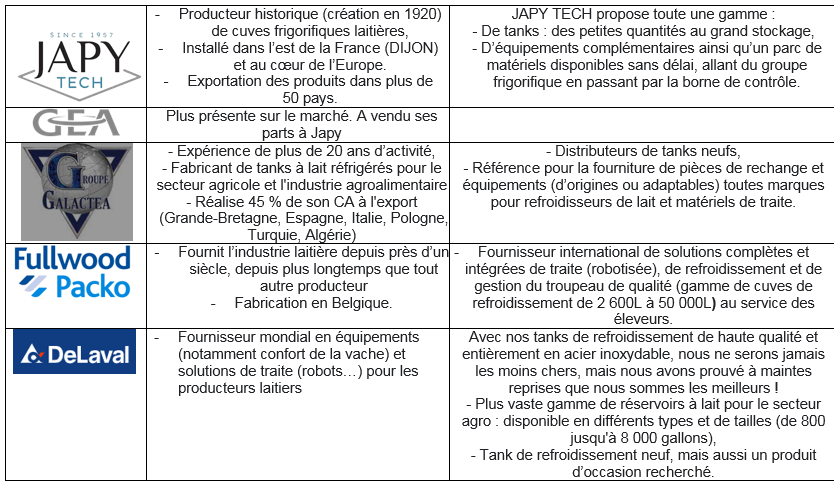 SINCE 1957
JAPY
TECH
- Producteur historique (création en 1920)
de cuves frigorifiques laitières,
- Installé dans l’est de la France (DIJON)
et au cœur de l’Europe.
- Exportation des produits dans plus de
50 pays.
JAPY TECH propose toute une gamme :
- De tanks : des petites quantités au grand stockage,
- D’équipements complémentaires ainsi qu’un parc de
matériels disponibles sans délai, allant du groupe
frigorifique en passant par la borne de contrôle.
GEA
Plus présente sur le marché. A vendu ses
parts à Japy
GROUPE
GALACTEA
- Expérience de plus de 20 ans d’activité,
- Fabricant de tanks à lait réfrigérés pour le
secteur agricole et l'industrie agroalimentaire
- Réalise 45 % de son CA à l'export
(Grande-Bretagne, Espagne, Italie, Pologne,
Turquie, Algérie)
- Distributeurs de tanks neufs,
- Référence pour la fourniture de pièces de rechange et
équipements (d’origines ou adaptables) toutes marques
pour refroidisseurs de lait et matériels de traite.
Fullwood
Packo
- Fournit l’industrie laitière depuis près d’un
siècle, depuis plus longtemps que tout
autre producteur
- Fabrication en Belgique.
- Fournisseur international de solutions complètes et
intégrées de traite (robotisée), de refroidissement et de
gestion du troupeau de qualité (gamme de cuves de
refroidissement de 2 600L à 50 000L) au service des
éleveurs.
DeLaval
- Fournisseur mondial en équipements
(notamment confort de la vache) et
solutions de traite (robots…) pour les
producteurs laitiers
Avec nos tanks de refroidissement de haute qualité et
entièrement en acier inoxydable, nous ne serons jamais
les moins chers, mais nous avons prouvé à maintes
reprises que nous sommes les meilleurs !
- Plus vaste gamme de réservoirs à lait pour le secteur
agro : disponible en différents types et de tailles (de 800
jusqu'à 8 000 gallons),
- Tank de refroidissement neuf, mais aussi un produit
d’occasion recherché.